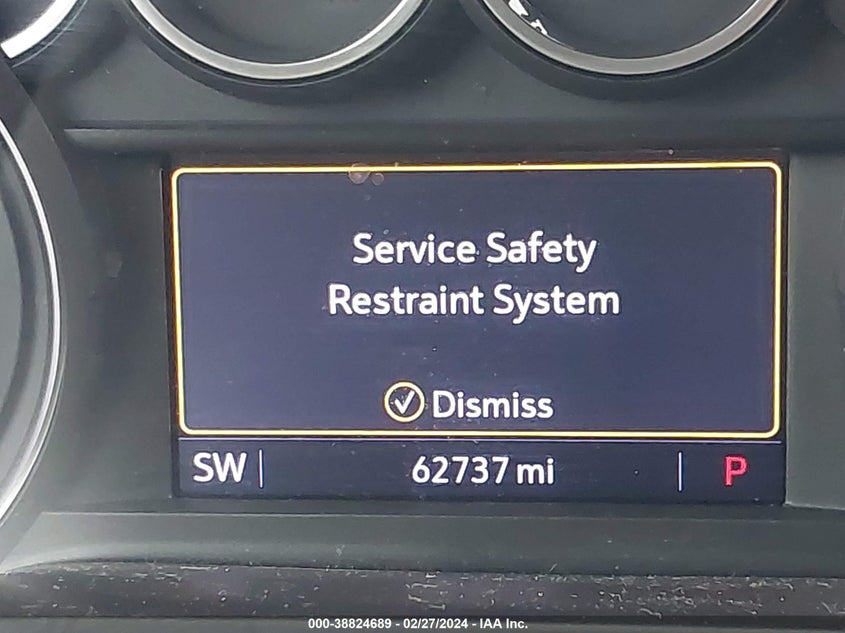 Service Safety
Restraint System
Dismiss
SW 62737 mi P
000-38824689 - 02/27/2024 - IAA Inc.